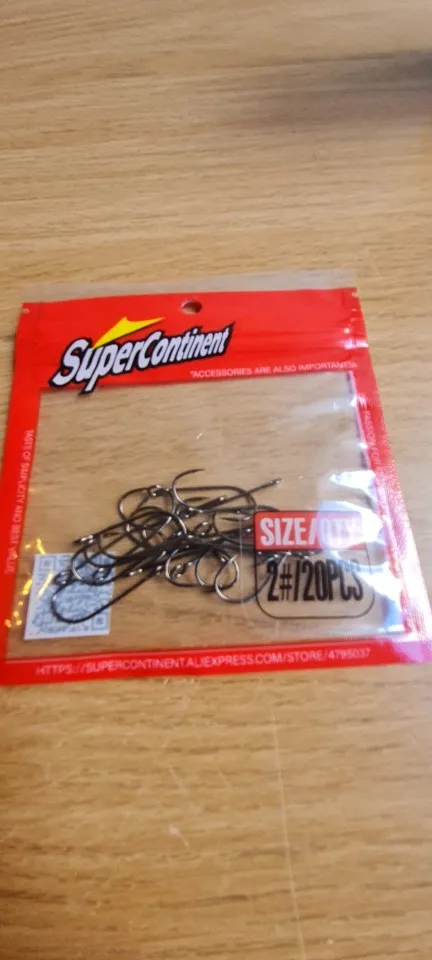 SuperContinent
"ACCESSORIES ARE ALSO IMPORTANT!"
SIZE/QTY
2#/20PCS
HTTPS://SUPERCONTINENT.ALIEXPRESS.COM/STORE/4795037